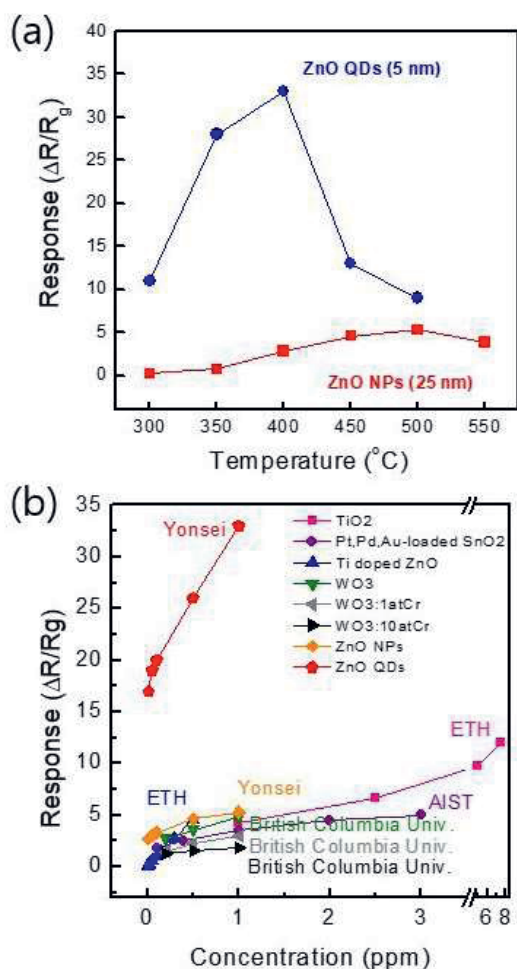 (a)
40
35
30
25
20
15
10
5
0
Response (ΔR/Rg)
ZnO QDs (5 nm)
ZnO NPs (25 nm)
300 350 400 450 500 550
Temperature (°C)
(b)
35
30
25
20
15
10
5
0
Response (ΔR/Rg)
Yonsei
TiO2
Pt,Pd,Au-loaded SnO2
Ti doped ZnO
WO3
WO3:1atCr
WO3:10atCr
ZnO NPs
ZnO QDs
ETH
ETH
Yonsei
AIST
British Columbia Univ.
British Columbia Univ.
British Columbia Univ.
0 1 2 3 6 8
Concentration (ppm)